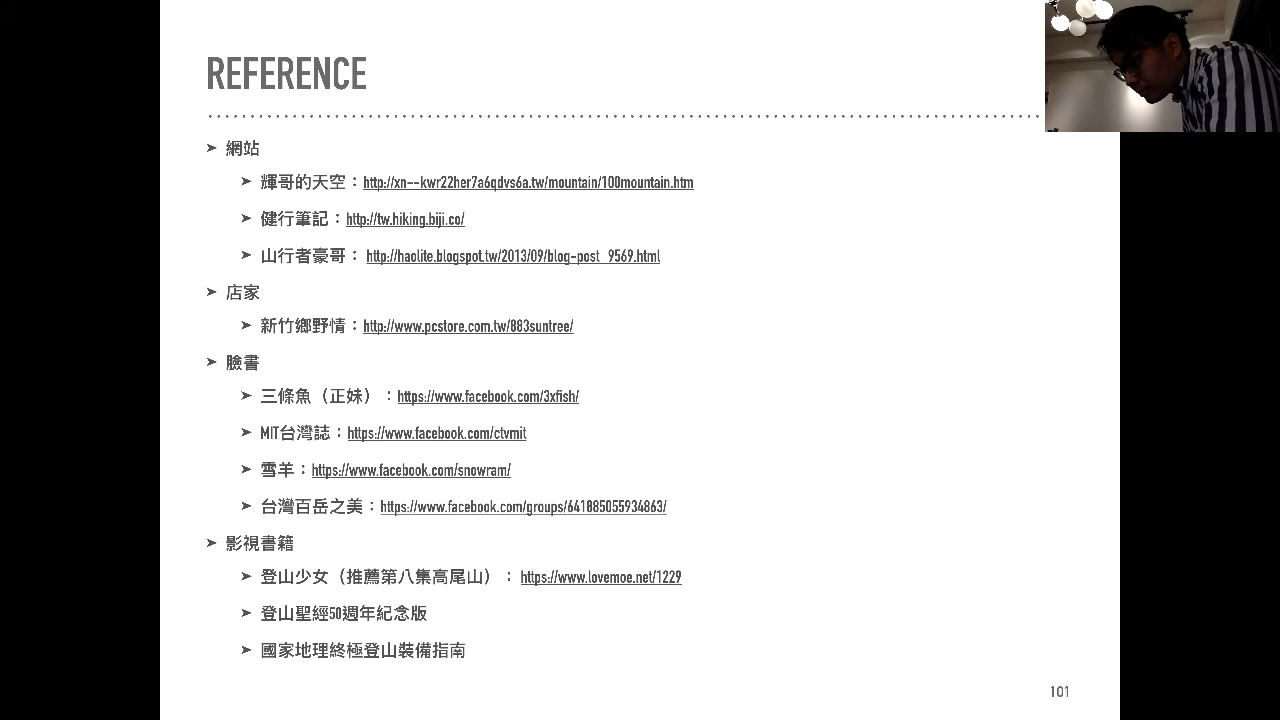 REFERENCE
➤ 網站
➤ 輝哥的天空：http://xn--kwr22her7a6qdvs6a.tw/mountain/100mountain.htm
➤ 健行筆記：http://tw.hiking.biji.co/
➤ 山行者豪哥： http://haolite.blogspot.tw/2013/09/blog-post_9569.html
➤ 店家
➤ 新竹鄉野情：http://www.pcstore.com.tw/883suntree/
➤ 臉書
➤ 三條魚（正妹）：https://www.facebook.com/3xfish/
➤ MIT台灣誌：https://www.facebook.com/ctvmit
➤ 雪羊：https://www.facebook.com/snowram/
➤ 台灣百岳之美：https://www.facebook.com/groups/641885055934863/
➤ 影視書籍
➤ 登山少女（推薦第八集高尾山）： https://www.lovemoe.net/1229
➤ 登山聖經50週年紀念版
➤ 國家地理終極登山裝備指南
101